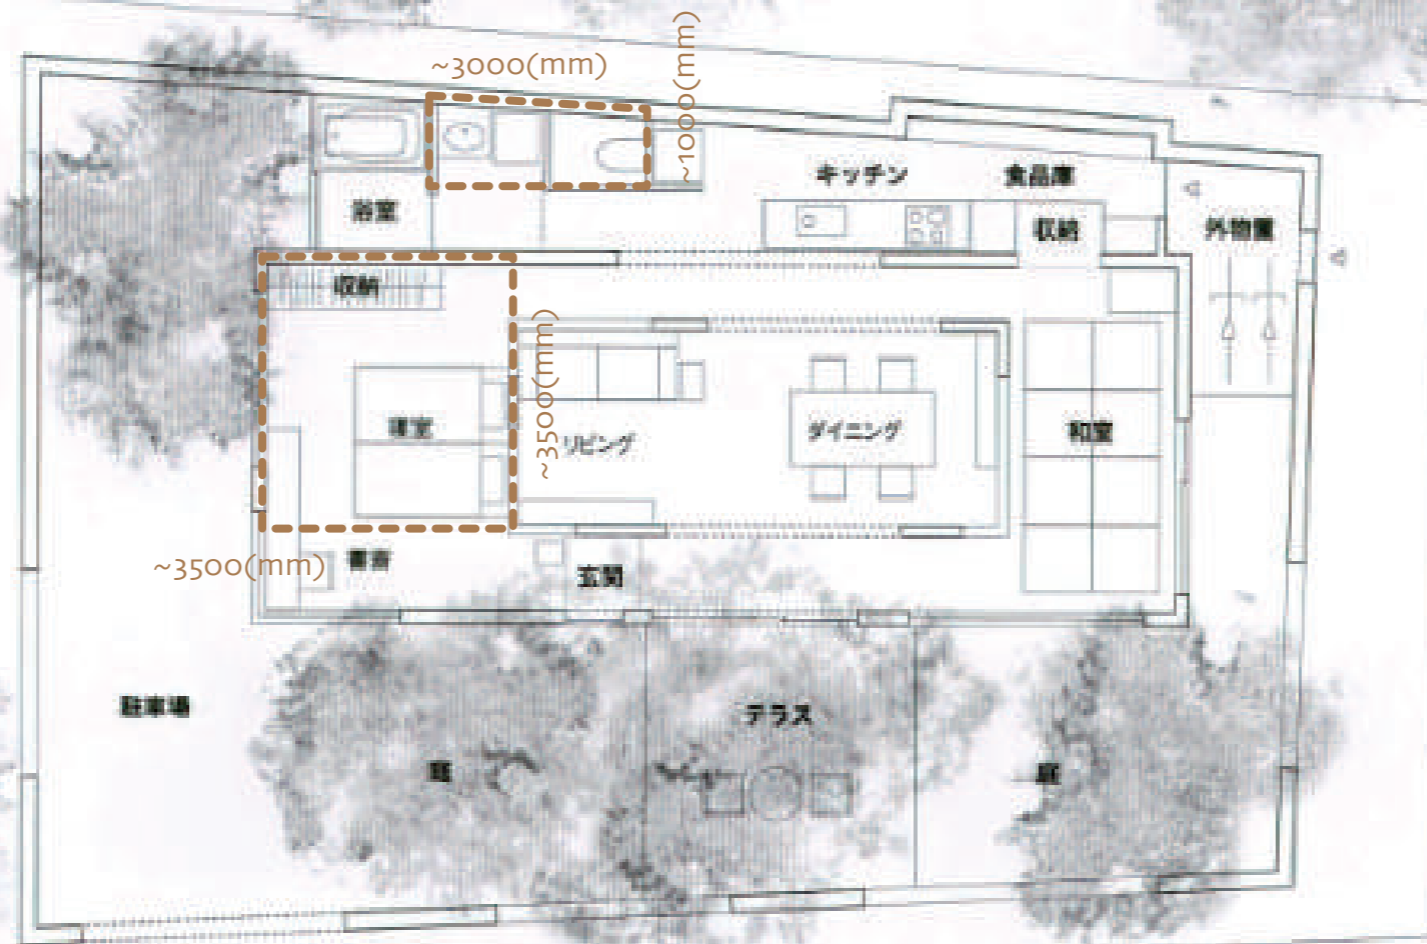 ~3000(mm)
~1000(mm)
キッチン
食品庫
浴室
収納
外物置
収納
~3500(mm)
寝室
リビング
ダイニング
和室
~3500(mm)
書斎
玄関
駐車場
テラス
庭
庭